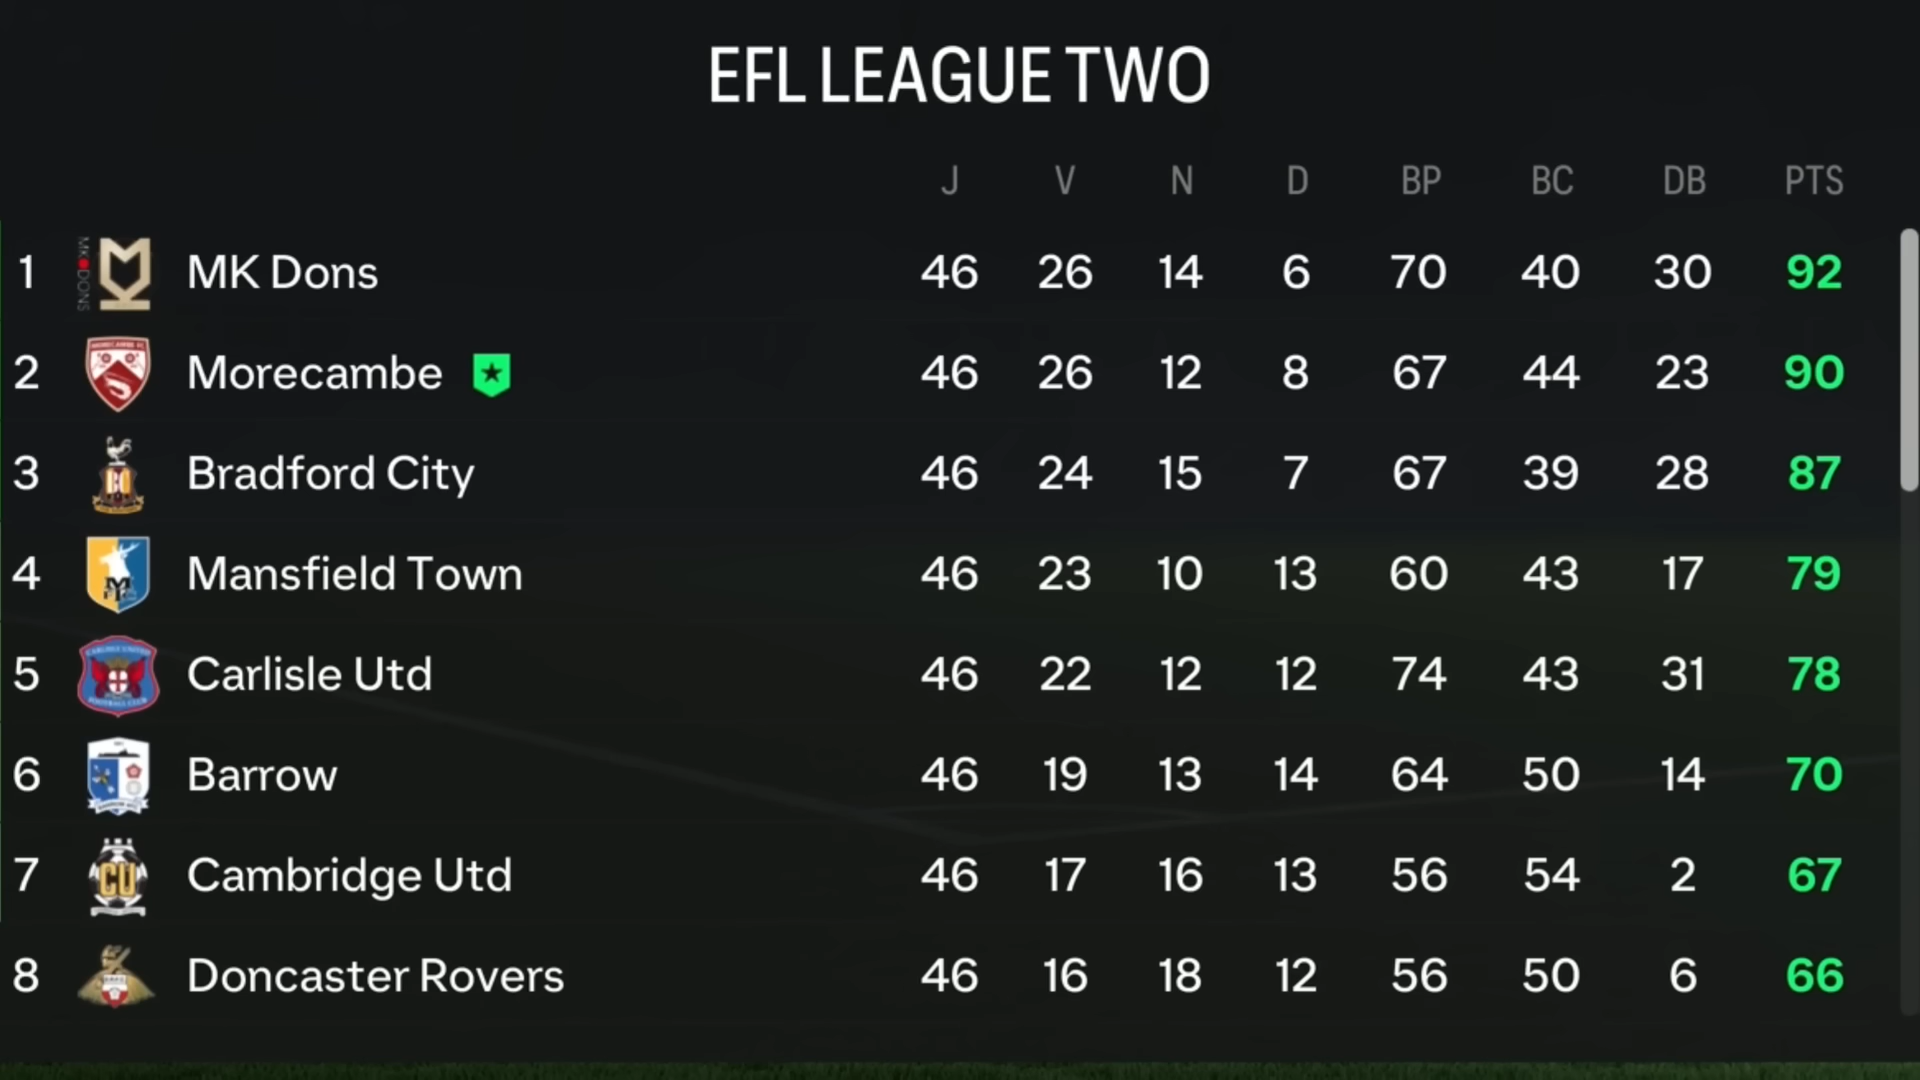 EFL LEAGUE TWO
J V N D BP BC DB PTS
1 MK DONS MK Dons 46 26 14 6 70 40 30 92
2 Morecambe 46 26 12 8 67 44 23 90
3 Bradford City 46 24 15 7 67 39 28 87
4 Mansfield Town 46 23 10 13 60 43 17 79
5 Carlisle Utd 46 22 12 12 74 43 31 78
6 Barrow 46 19 13 14 64 50 14 70
7 CU Cambridge Utd 46 17 16 13 56 54 2 67
8 Doncaster Rovers 46 16 18 12 56 50 6 66